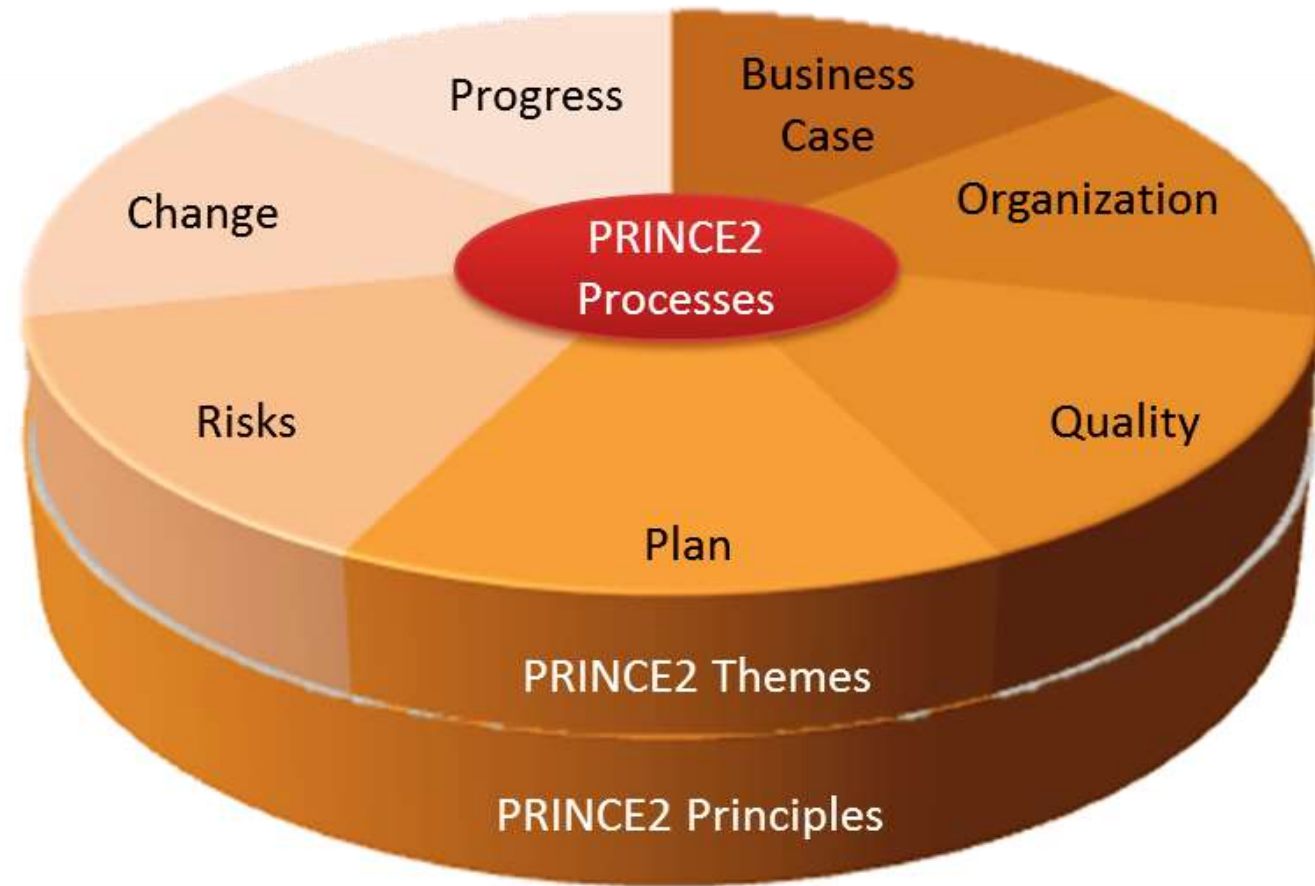 Progress
Business
Case
Change
Organization
PRINCE2
Processes
Risks
Quality
Plan
PRINCE2 Themes
PRINCE2 Principles